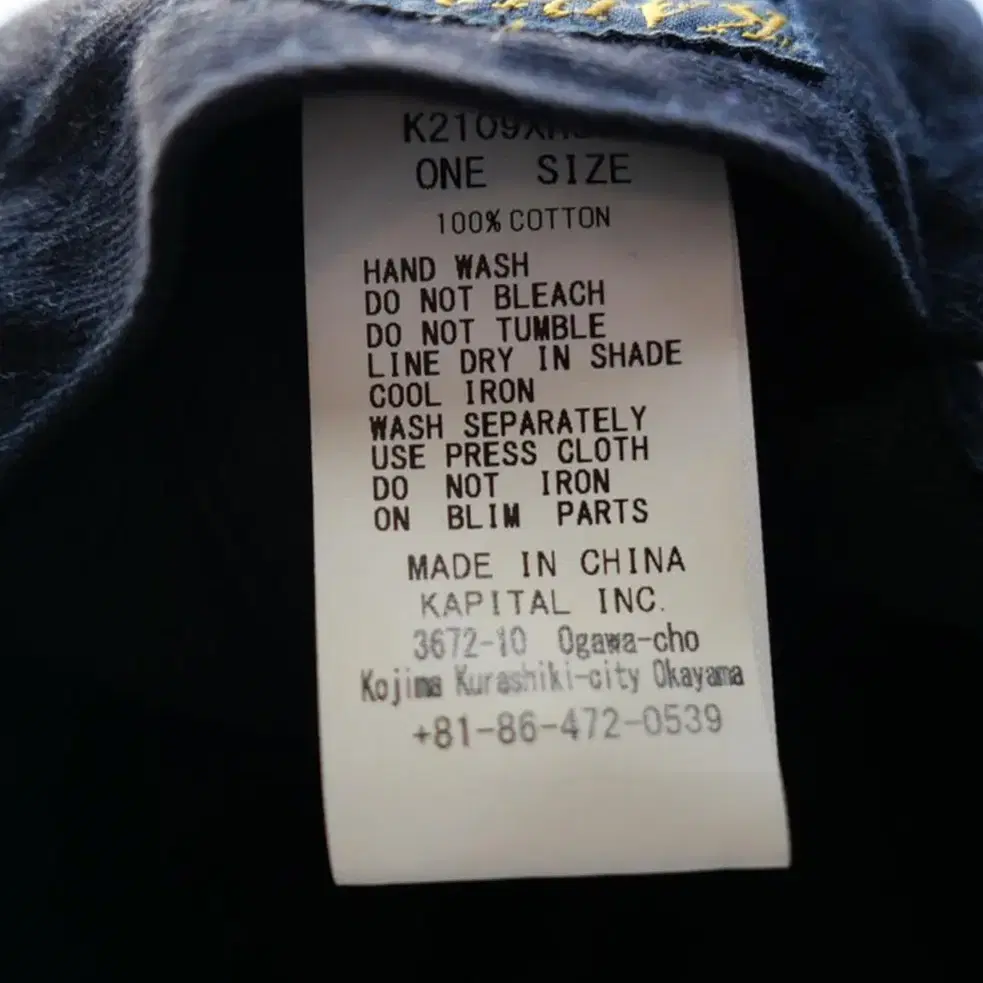 ONE SIZE
100% COTTON
HAND WASH
DO NOT BLEACH
DO NOT TUMBLE
LINE DRY IN SHADE
COOL IRON
WASH SEPARATELY
USE PRESS CLOTH
DO NOT IRON
ON BLIM PARTS
MADE IN CHINA
KAPITAL INC.
3672-10 Ogawa-cho
Kojima Kurashiki-city Okayama
+81-86-472-0539